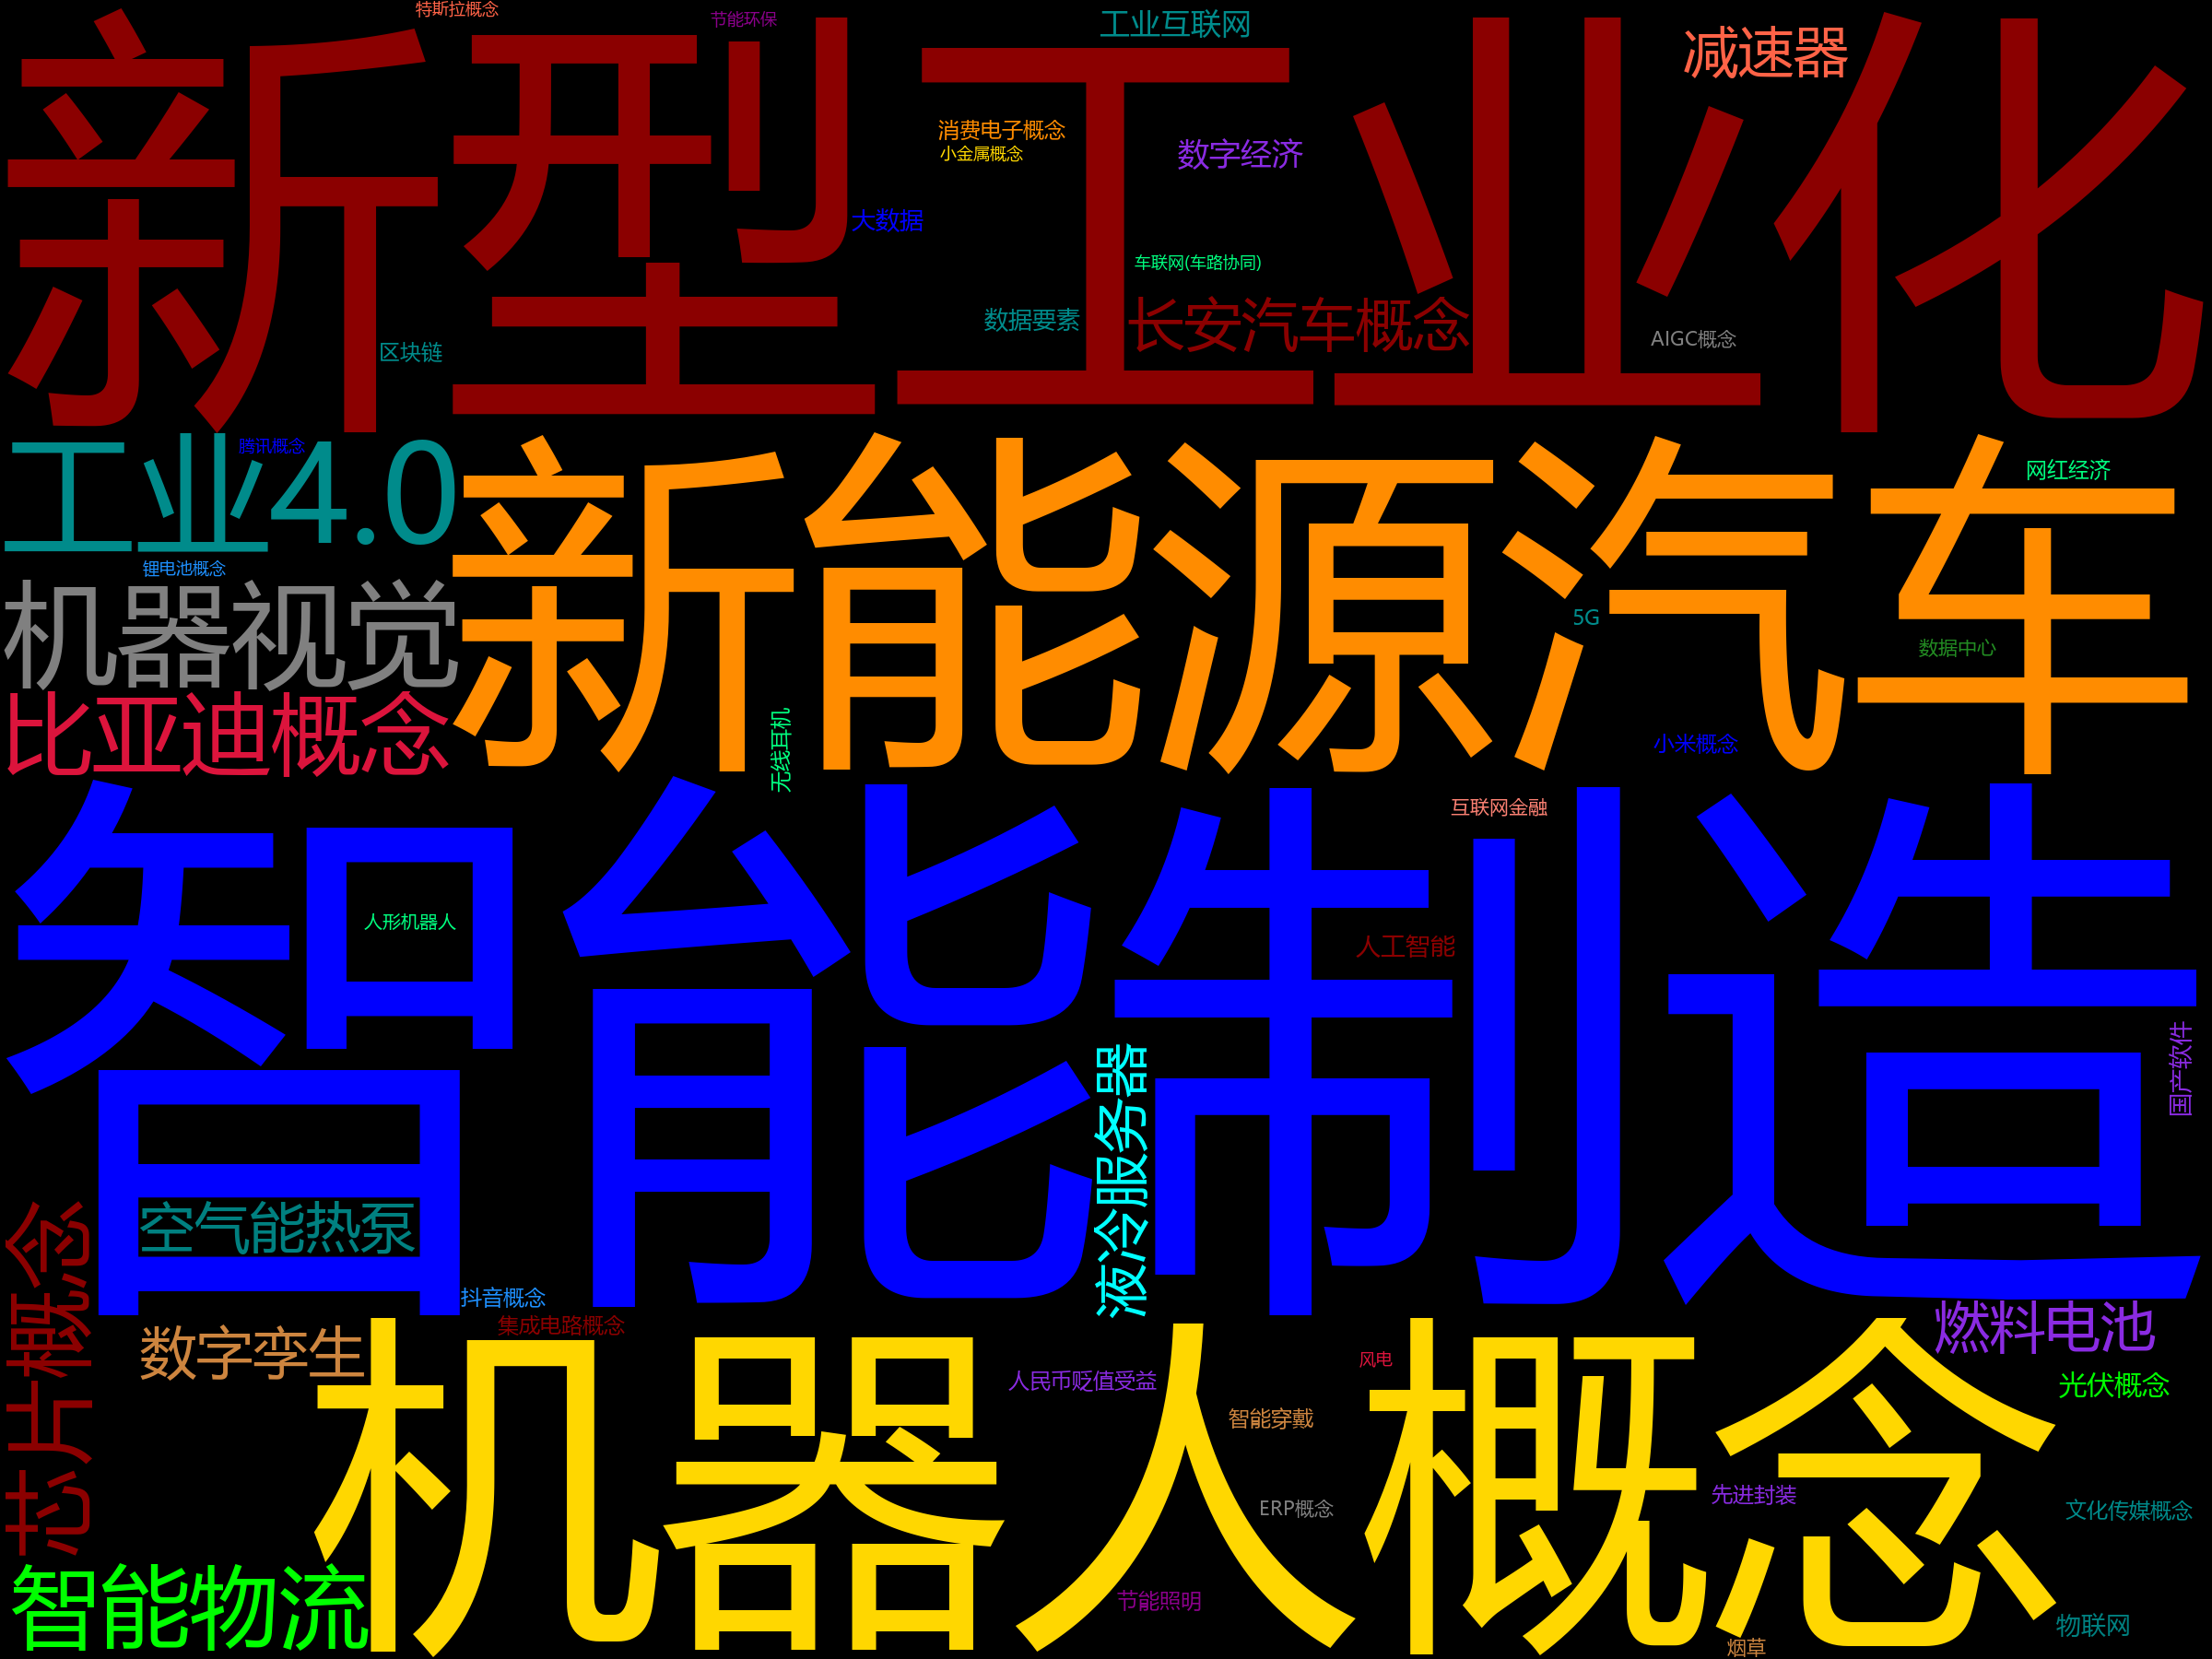 特斯拉概念
节能环保
工业互联网
减速器
新型工业化
消费电子概念
小金属概念
数字经济
大数据
车联网(车路协同)
数据要素
长安汽车概念
区块链
AIGC概念
工业4.0
腾讯概念
新能源汽车
网红经济
锂电池概念
机器视觉
5G
数据中心
比亚迪概念
无线耳机
小米概念
智能制造
互联网金融
人形机器人
人工智能
国产软件
液冷服务器
空气能热泵
芯片概念
抖音概念
集成电路概念
燃料电池
数字孪生
机器人概念
风电
人民币贬值受益
光伏概念
智能穿戴
先进封装
ERP概念
文化传媒概念
智能物流
节能照明
物联网
烟草